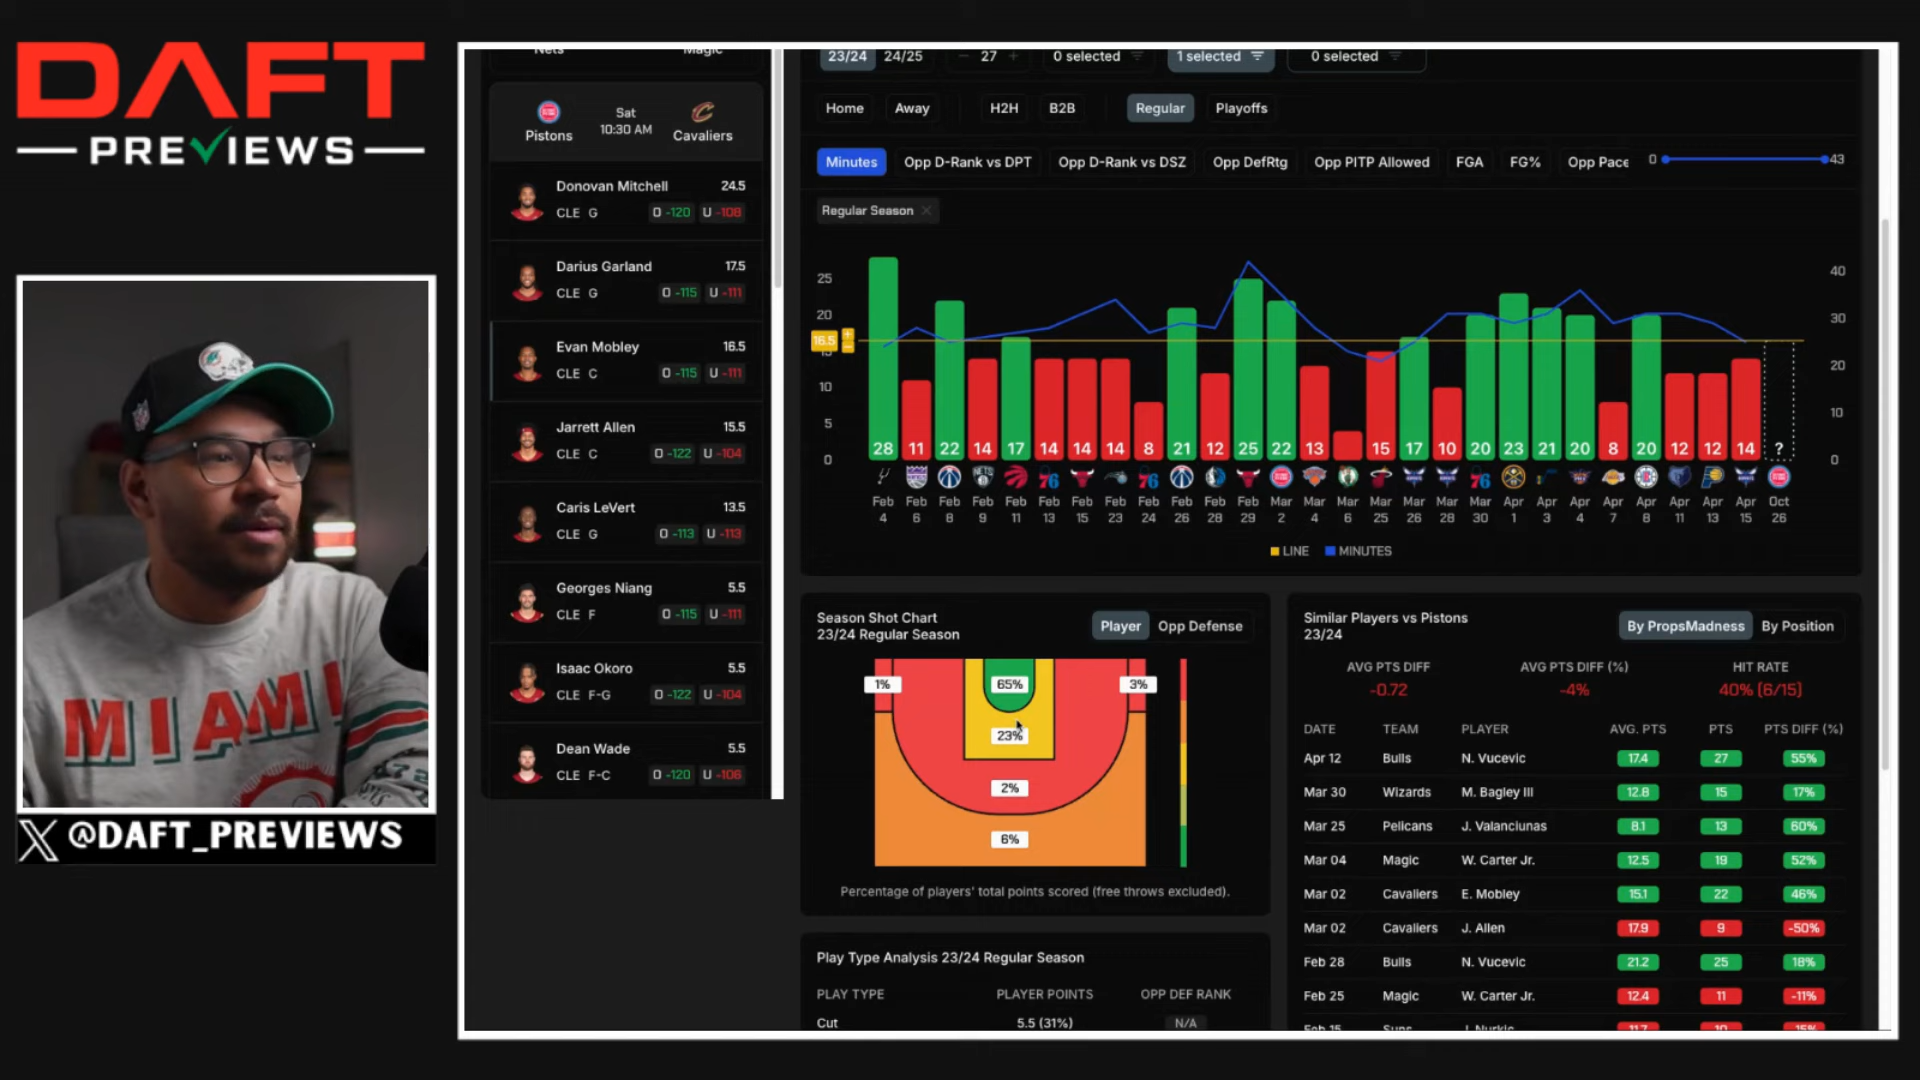 DAFT
PREVIEWS
MIAMI
@DAFT_PREVIEWS
Nets Magic
Pistons
Sat
10:30 AM
Cavaliers
Donovan Mitchell 24.5
CLE G O -120 U -108
Darius Garland 17.5
CLE G O -115 U -111
Evan Mobley 16.5
CLE C O -115 U -111
Jarrett Allen 15.5
CLE C O -122 U -104
Caris LeVert 13.5
CLE G O -113 U -113
Georges Niang 5.5
CLE F O -115 U -111
Isaac Okoro 5.5
CLE F-G O -122 U -104
Dean Wade 5.5
CLE F-C O -120 U -106
23/24 24/25 − 27 + 0 selected 1 selected 0 selected
Home Away H2H B2B Regular Playoffs
Minutes Opp D-Rank vs DPT Opp D-Rank vs DSZ Opp DefRtg Opp PITP Allowed FGA FG% Opp Pace 0 43
Regular Season
25
20
16.5
15
10
5
0
40
30
20
10
0
28 11 22 14 17 14 14 14 8 21 12 25 22 13 15 17 10 20 23 21 20 8 20 12 12 14 ?
Feb Feb Feb Feb Feb Feb Feb Feb Feb Feb Feb Feb Mar Mar Mar Mar Mar Mar Mar Apr Apr Apr Apr Apr Apr Apr Apr Oct
4 6 8 9 11 13 15 23 24 26 28 29 2 4 6 25 26 28 30 1 3 4 7 8 11 13 15 26
LINE MINUTES
Season Shot Chart
23/24 Regular Season
Player Opp Defense
1% 65% 3%
23%
2%
6%
Percentage of players' total points scored (free throws excluded).
Play Type Analysis 23/24 Regular Season
PLAY TYPE PLAYER POINTS OPP DEF RANK
Cut 5.5 (31%) N/A
Similar Players vs Pistons
23/24
By PropsMadness By Position
AVG PTS DIFF AVG PTS DIFF (%) HIT RATE
-0.72 -4% 40% (6/15)
DATE TEAM PLAYER AVG. PTS PTS PTS DIFF (%)
Apr 12 Bulls N. Vucevic 17.4 27 55%
Mar 30 Wizards M. Bagley III 12.8 15 17%
Mar 25 Pelicans J. Valanciunas 8.1 13 60%
Mar 04 Magic W. Carter Jr. 12.5 19 52%
Mar 02 Cavaliers E. Mobley 15.1 22 46%
Mar 02 Cavaliers J. Allen 17.9 9 -50%
Feb 28 Bulls N. Vucevic 21.2 25 18%
Feb 25 Magic W. Carter Jr. 12.4 11 -11%
Feb 15 Suns J. Nurkic 11.7 10 -15%